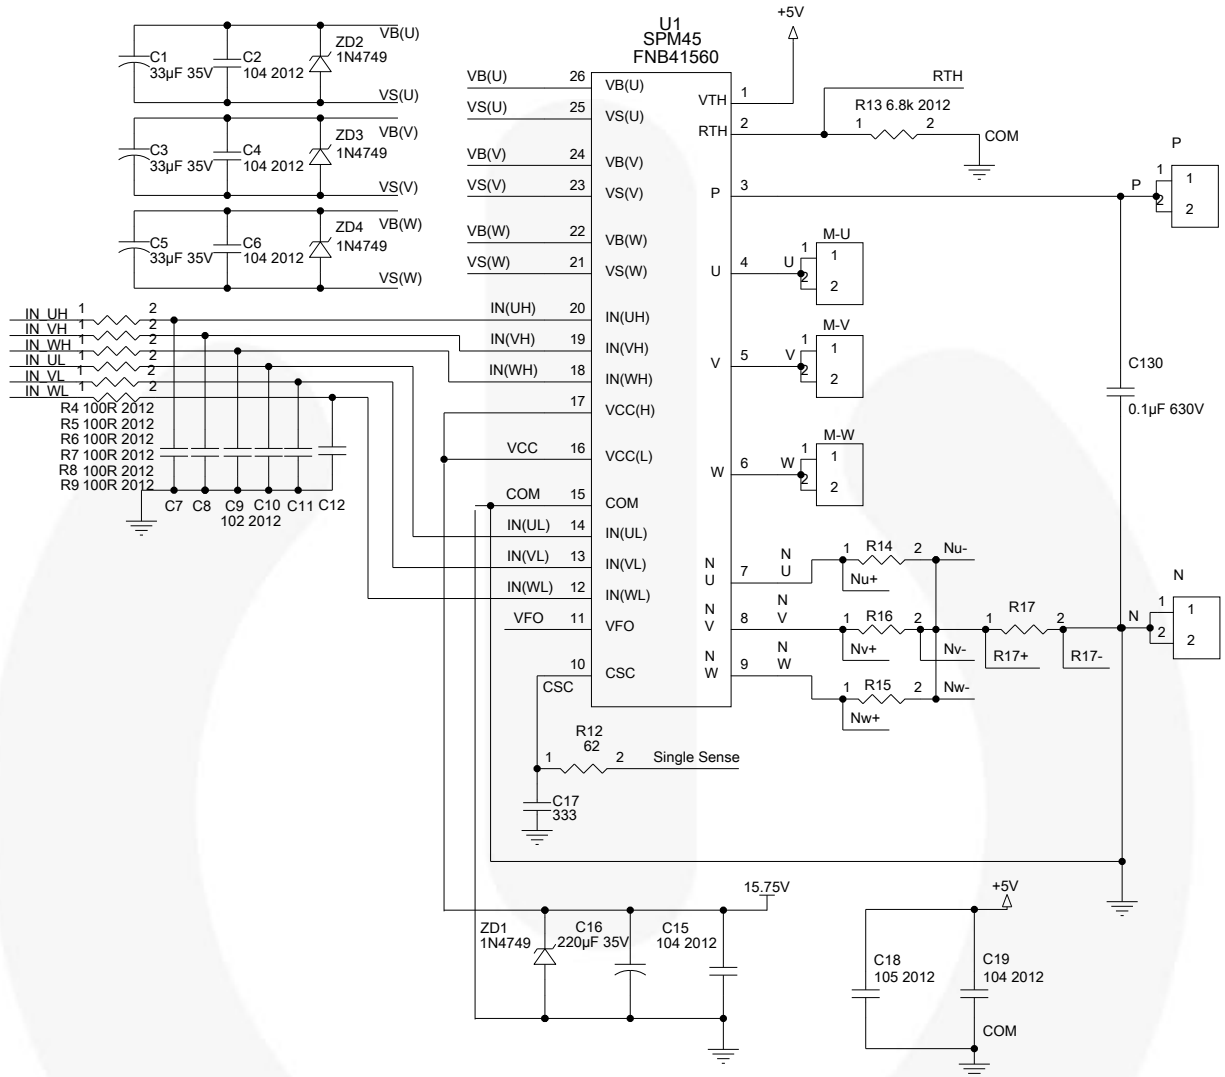 U1
SPM45
FNB41560
+5V
VB(U)
C1
33µF 35V
C2
104 2012
ZD2
1N4749
VS(U)
VB(V)
C3
33µF 35V
C4
104 2012
ZD3
1N4749
VS(V)
VB(W)
C5
33µF 35V
C6
104 2012
ZD4
1N4749
VS(W)
VB(U) 26 VB(U)
VS(U) 25 VS(U)
VB(V) 24 VB(V)
VS(V) 23 VS(V)
VB(W) 22 VB(W)
VS(W) 21 VS(W)
IN(UH) 20 IN(UH)
IN(VH) 19 IN(VH)
IN(WH) 18 IN(WH)
17 VCC(H)
VCC 16 VCC(L)
COM 15 COM
IN(UL) 14 IN(UL)
IN(VL) 13 IN(VL)
IN(WL) 12 IN(WL)
VFO 11 VFO
10 CSC
CSC
VTH 1
RTH 2
RTH
R13 6.8k 2012
1 2
COM
P 3
U 4
V 5
W 6
N U 7 N U
N V 8 N V
N W 9 N W
P
P 1 2
1
2
M-U
U 1 2
1
2
M-V
V 1 2
1
2
M-W
W 1 2
1
2
C130
0.1µF 630V
1 R14 2 Nu-
Nu+
1 R16 2
Nv+ Nv-
1 R15 2 Nw-
Nw+
1 R17 2
R17+ R17-
N
N 1 2
1
2
IN_UH 1 2
IN_VH 1 2
IN_WH 1 2
IN_UL 1 2
IN_VL 1 2
IN_WL 1 2
R4 100R 2012
R5 100R 2012
R6 100R 2012
R7 100R 2012
R8 100R 2012
R9 100R 2012
C7 C8 C9 C10 C11 C12
102 2012
R12
62
1 2 Single Sense
C17
333
15.75V
ZD1
1N4749
C16
220µF 35V
C15
104 2012
+5V
C18
105 2012
C19
104 2012
COM